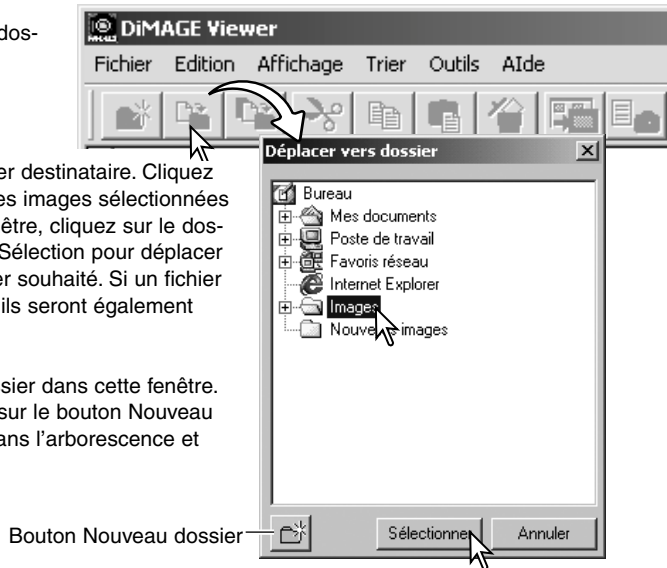 dos-
DiMAGE Viewer
Fichier Edition Affichage Trier Outils AIde
er destinataire. Cliquez
es images sélectionnées
être, cliquez sur le dos-
Sélection pour déplacer
er souhaité. Si un fichier
ils seront également
Déplacer vers dossier
Bureau
Mes documents
Poste de travail
Favoris réseau
Internet Explorer
Images
Nouvelles images
ssier dans cette fenêtre.
sur le bouton Nouveau
ans l'arborescence et
Bouton Nouveau dossier
Sélectionner Annuler